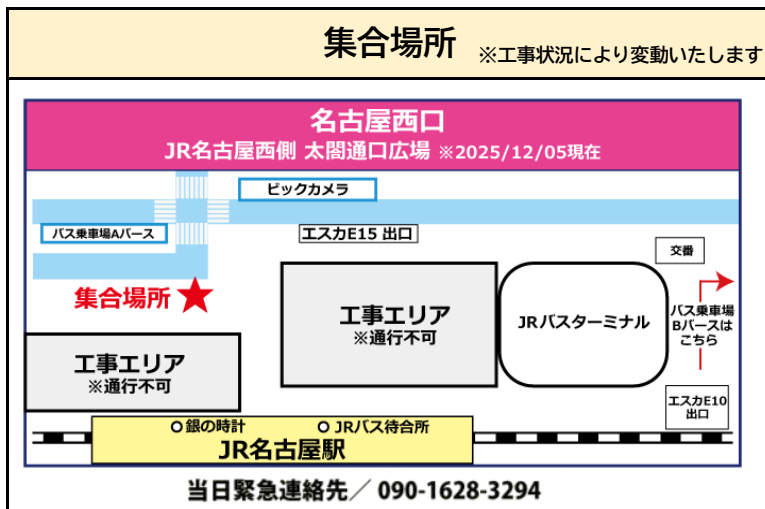 集合場所 ※工事状況により変動いたします
名古屋西口
JR名古屋西側 太閤通口広場 ※2025/12/05現在
ビックカメラ
バス乗車場Aバース
エスカE15 出口
交番
集合場所
工事エリア
※通行不可
JRバスターミナル
バス乗車場
Bバースは
こちら
工事エリア
※通行不可
エスカE10
出口
銀の時計
JRバス待合所
JR名古屋駅
当日緊急連絡先／ 090-1628-3294